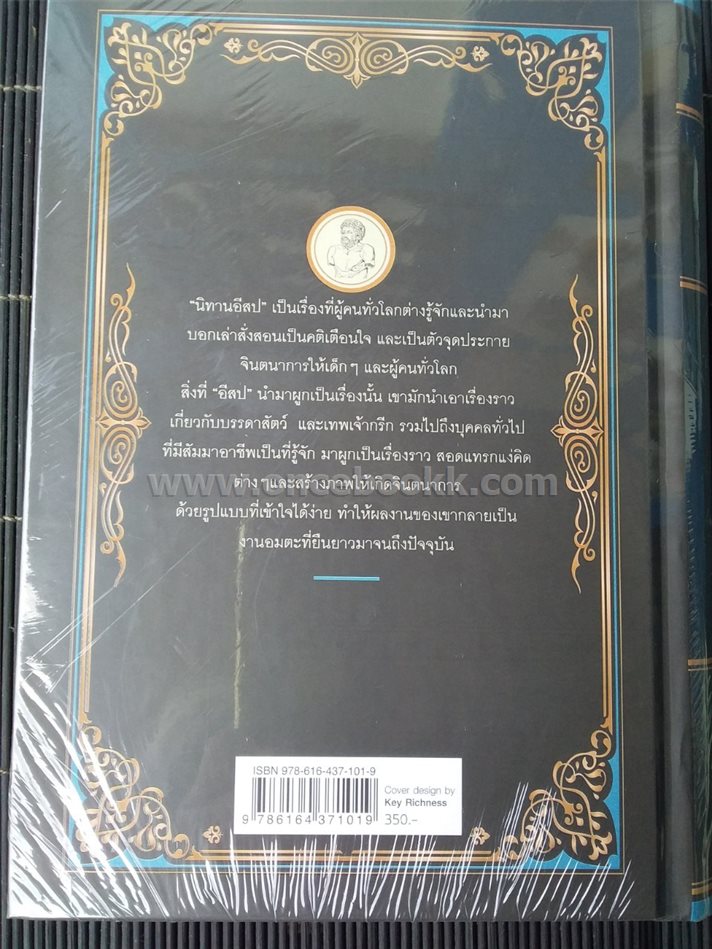 “นิทานอีสป” เป็นเรื่องที่ผู้คนทั่วโลกต่างรู้จักและนำมา
บอกเล่าสั่งสอนเป็นคติเตือนใจ และเป็นตัวจุดประกาย
จินตนาการให้เด็กๆ และผู้คนทั่วโลก
สิ่งที่ “อีสป” นำมาผูกเป็นเรื่องนั้น เขามักนำเอาเรื่องราว
เกี่ยวกับบรรดาสัตว์ และเทพเจ้ากรีก รวมไปถึงบุคคลทั่วไป
ที่มีสัมมาอาชีพเป็นที่รู้จัก มาผูกเป็นเรื่องราว สอดแทรกแง่คิด
ต่างๆและสร้างภาพให้เกิดจินตนาการ
ด้วยรูปแบบที่เข้าใจได้ง่าย ทำให้ผลงานของเขากลายเป็น
งานอมตะที่ยืนยาวมาจนถึงปัจจุบัน
ISBN 978-616-437-101-9
9 786164 371019
Cover design by
Key Richness
350.-